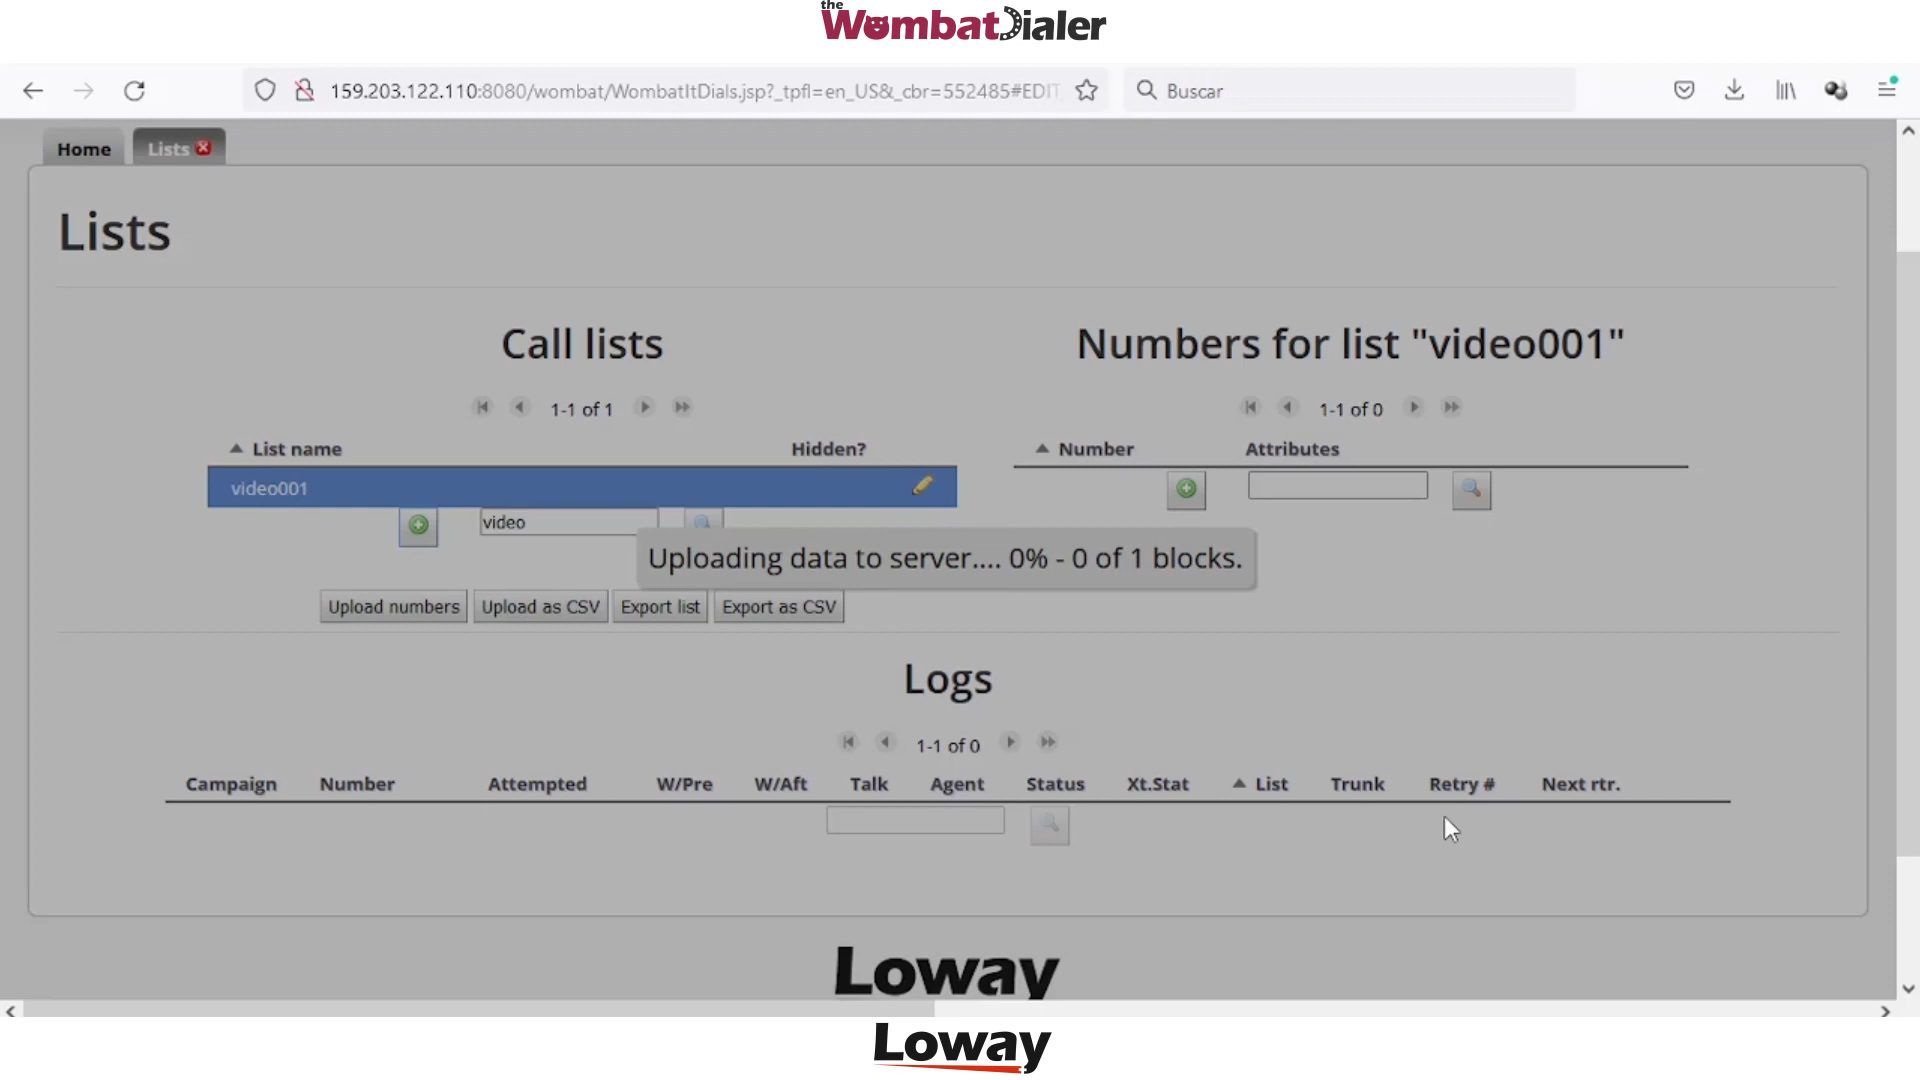 the
WombatDialer
159.203.122.110:8080/wombat/WombatItDials.jsp?_tpfl=en_US&_cbr=552485#EDIT_
Buscar
Home
Lists
Lists
Call lists
Numbers for list "video001"
1-1 of 1
1-1 of 0
List name
Hidden?
Number
Attributes
video001
video
Uploading data to server.... 0% - 0 of 1 blocks.
Upload numbers
Upload as CSV
Export list
Export as CSV
Logs
1-1 of 0
Campaign Number Attempted W/Pre W/Aft Talk Agent Status Xt.Stat List Trunk Retry # Next rtr.
Loway
Loway